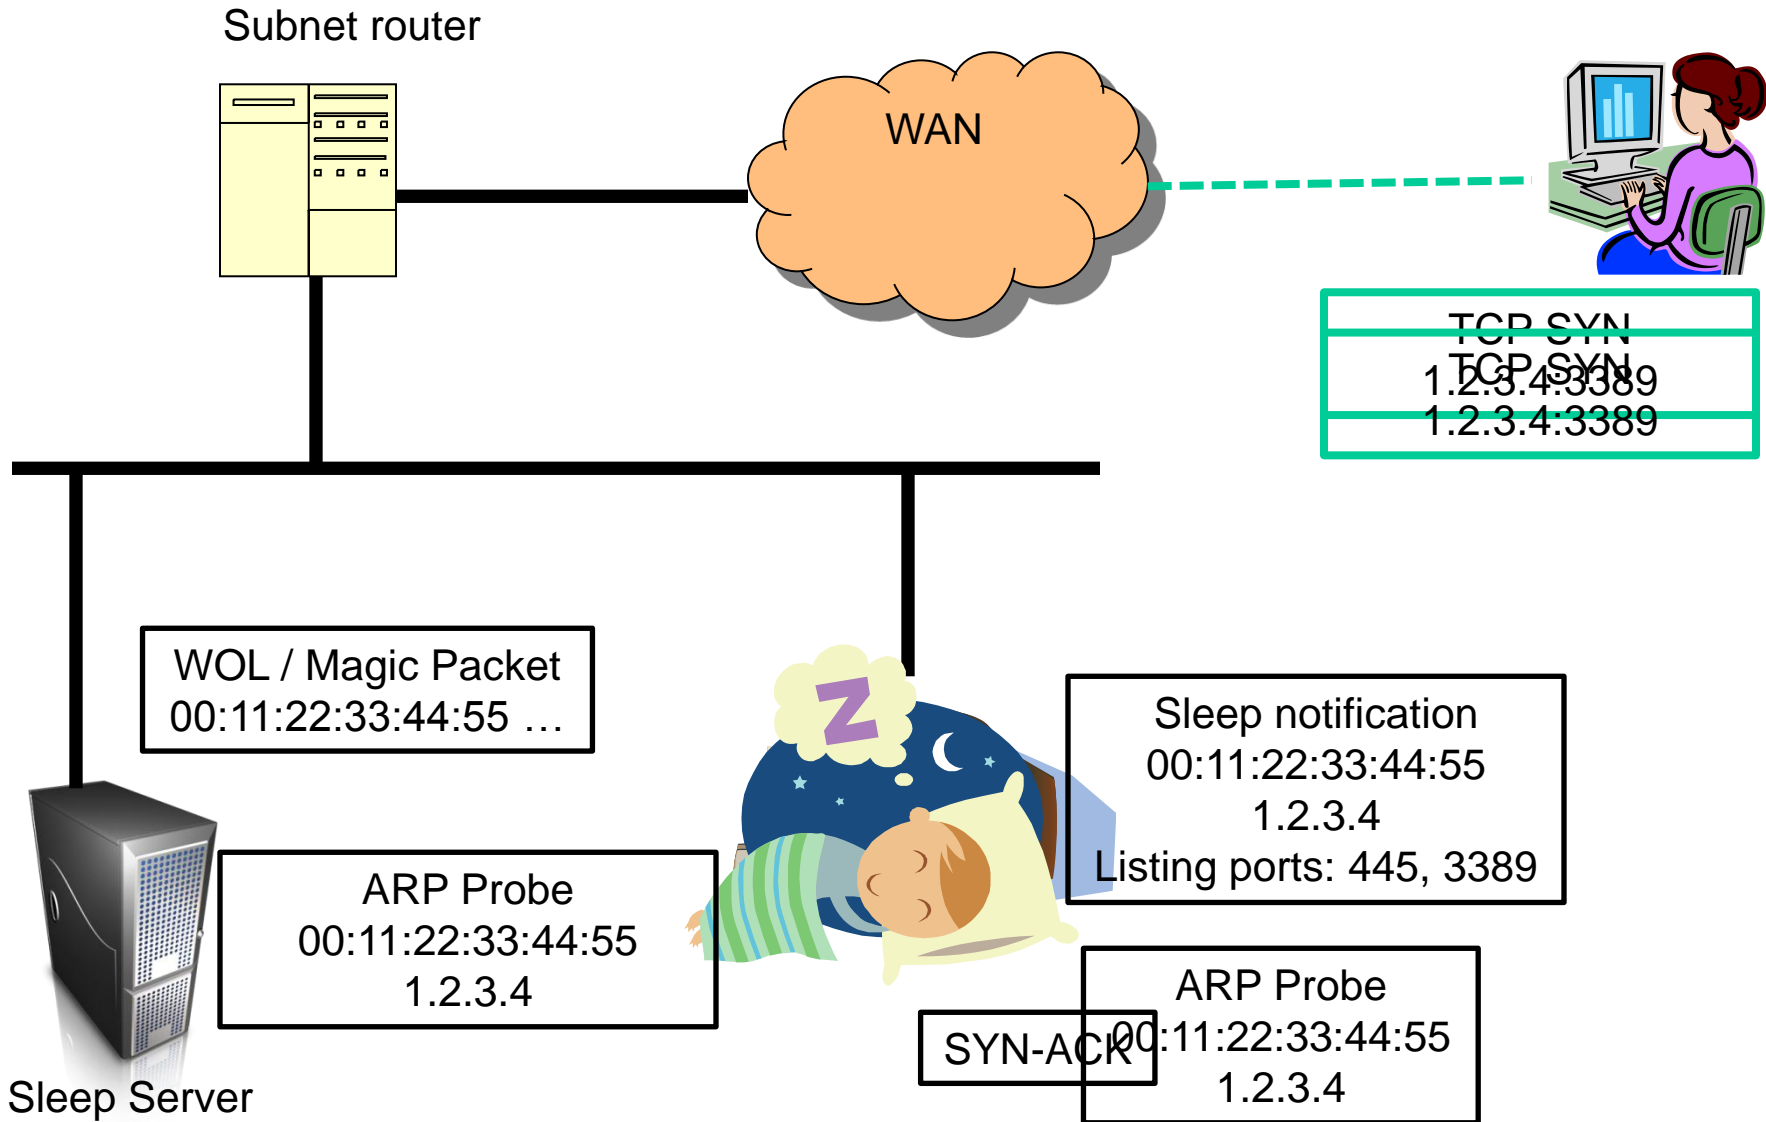 Subnet router
WAN
TCP SYN
1.2.3.4:3389
TCP SYN
1.2.3.4:3389
WOL / Magic Packet
00:11:22:33:44:55 …
Z
Sleep notification
00:11:22:33:44:55
1.2.3.4
Listing ports: 445, 3389
ARP Probe
00:11:22:33:44:55
1.2.3.4
ARP Probe
00:11:22:33:44:55
1.2.3.4
SYN-ACK
Sleep Server